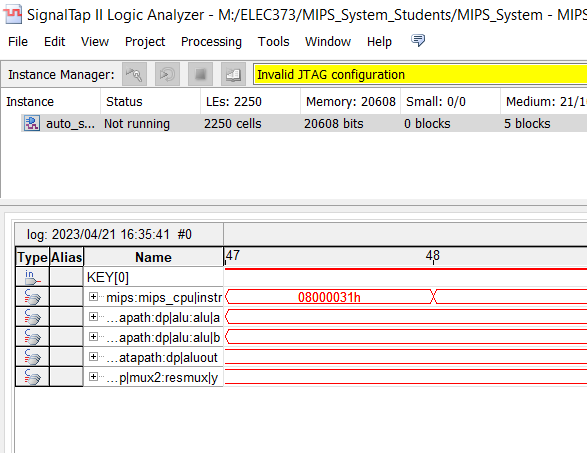 SignalTap II Logic Analyzer - M:/ELEC373/MIPS_System_Students/MIPS_System - MIPS
File Edit View Project Processing Tools Window Help
Instance Manager: Invalid JTAG configuration
Instance Status LEs: 2250 Memory: 20608 Small: 0/0 Medium: 21/1
auto_s... Not running 2250 cells 20608 bits 0 blocks 5 blocks
log: 2023/04/21 16:35:41 #0
Type Alias Name 47 48
in KEY[0]
mips:mips_cpu|instr 08000031h
...apath:dp|alu:alu|a
...apath:dp|alu:alu|b
...atapath:dp|aluout
...p|mux2:resmux|y